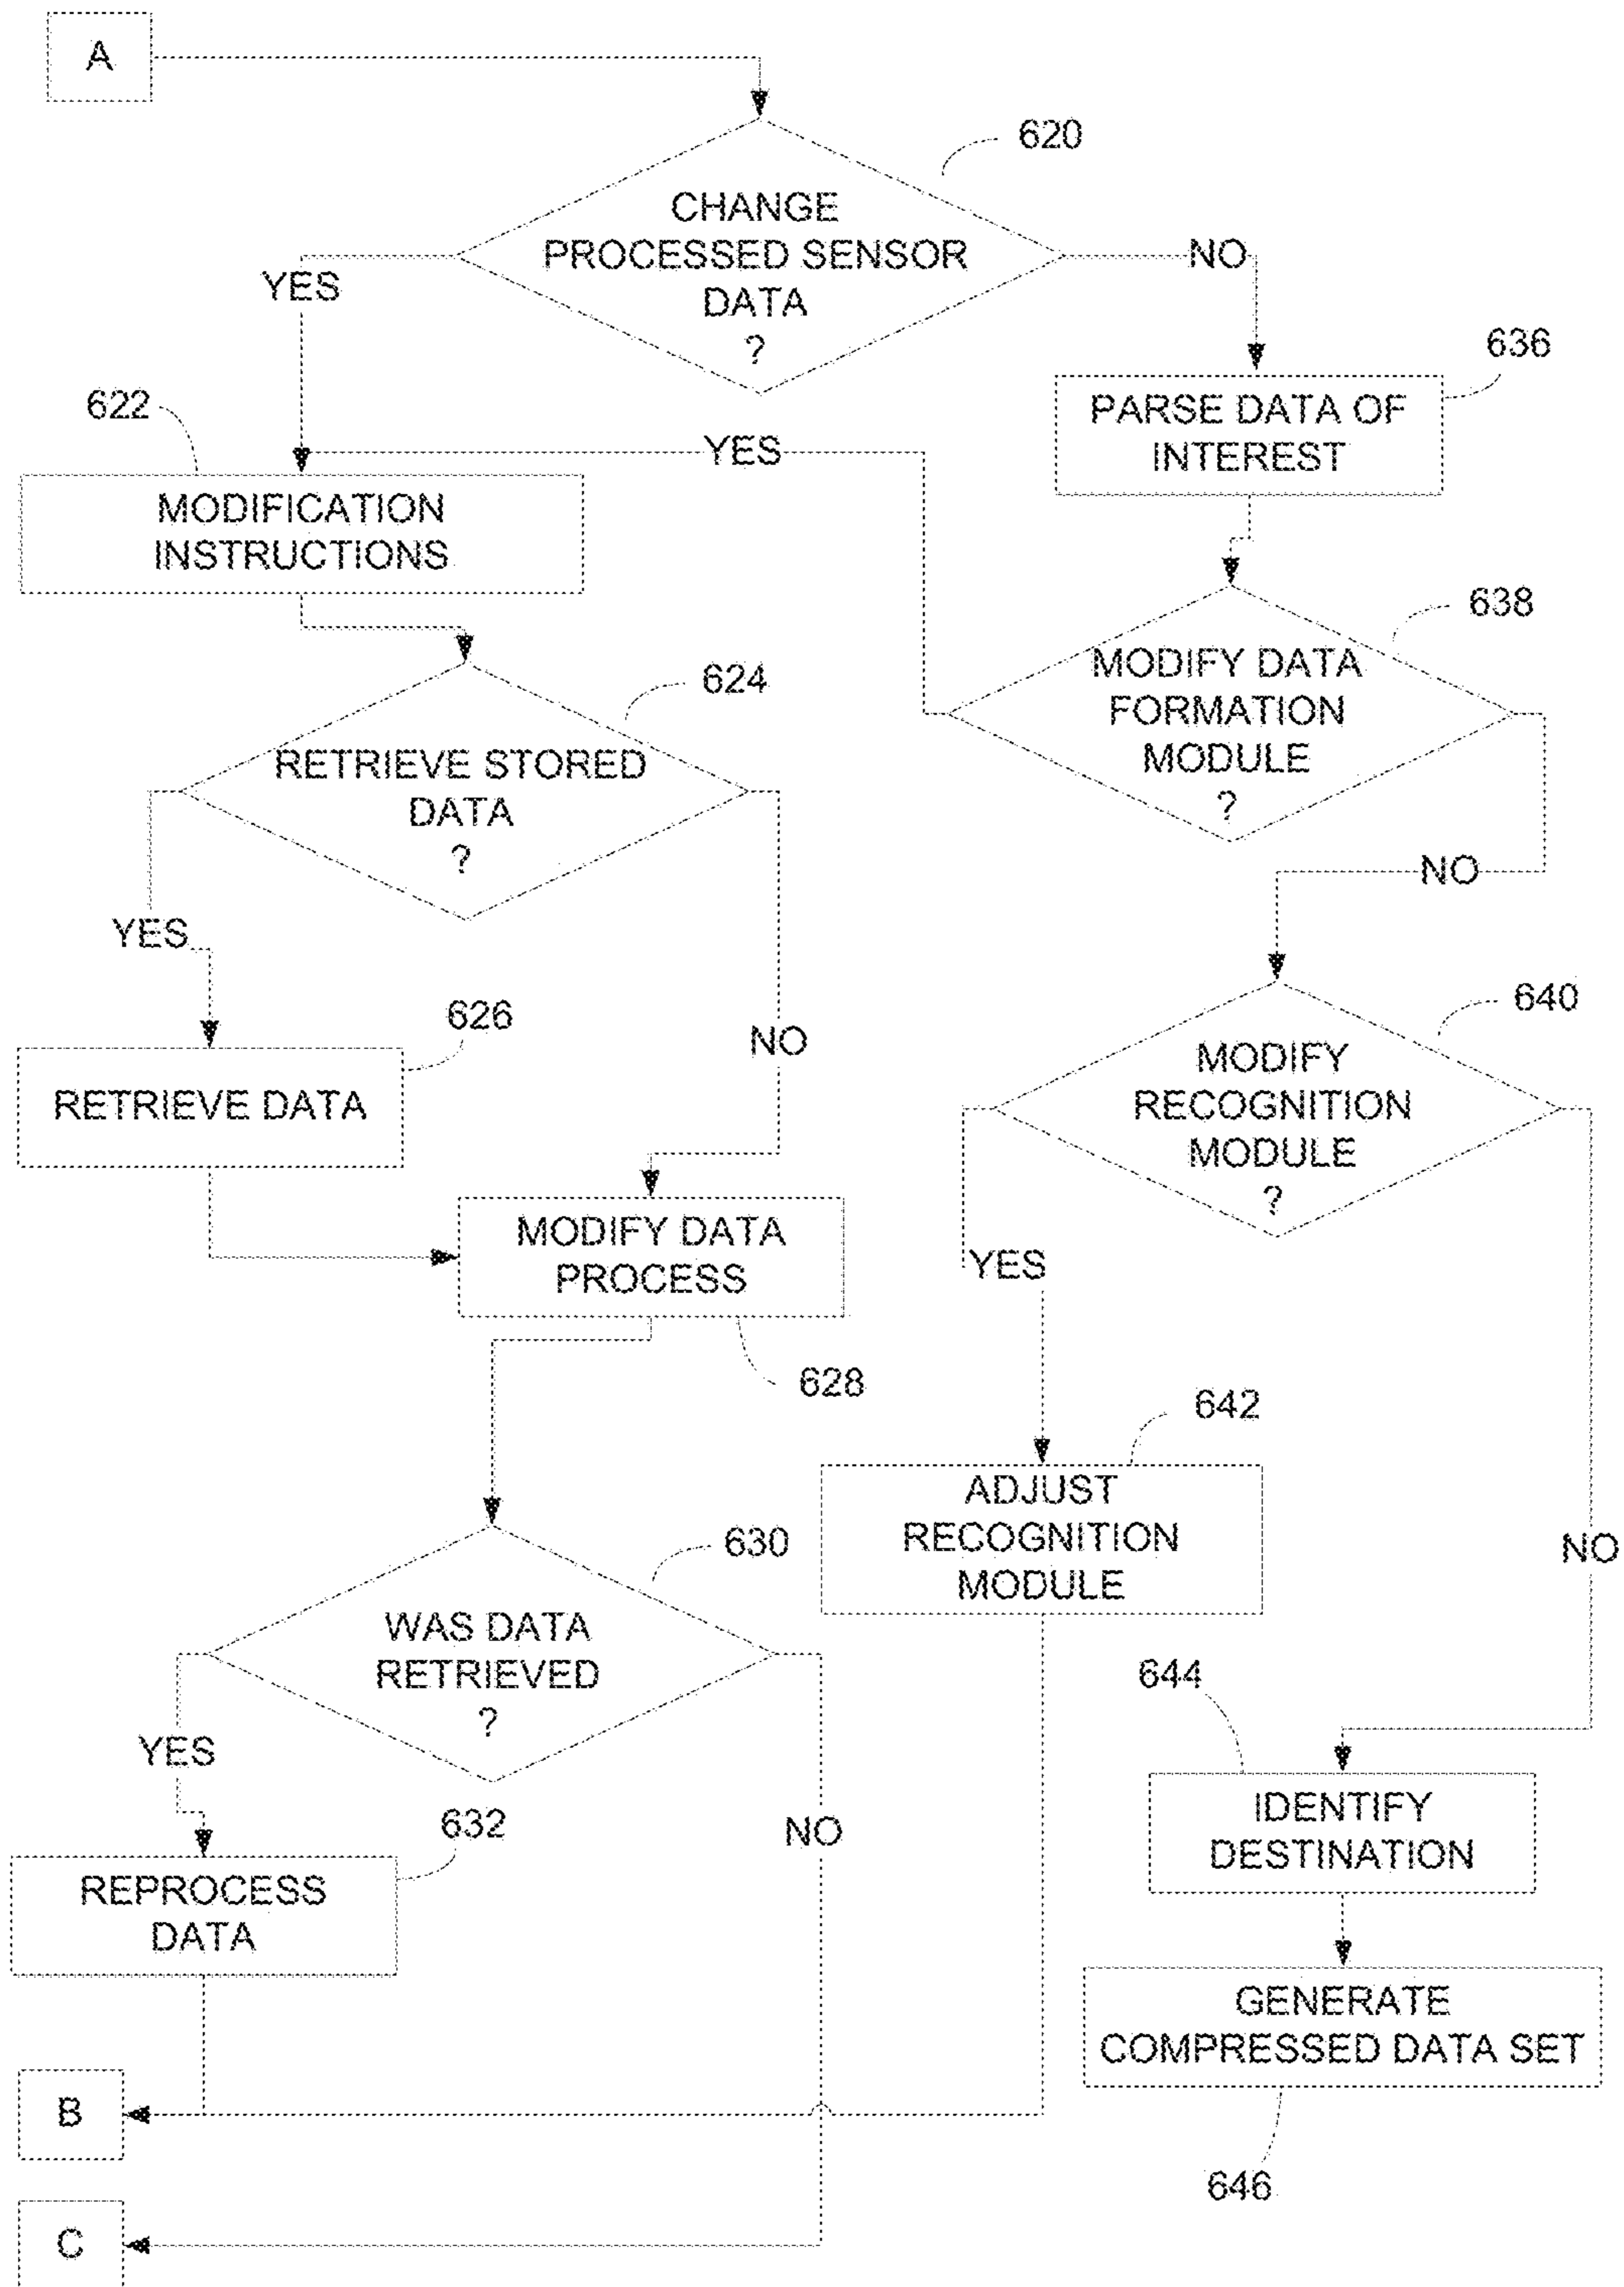 A
620
CHANGE
PROCESSED SENSOR
DATA
?
YES
NO
636
PARSE DATA OF
INTEREST
622
YES
MODIFICATION
INSTRUCTIONS
638
MODIFY DATA
FORMATION
MODULE
?
624
RETRIEVE STORED
DATA
?
NO
YES
640
MODIFY
RECOGNITION
MODULE
?
626
RETRIEVE DATA
NO
MODIFY DATA
PROCESS
628
YES
642
ADJUST
RECOGNITION
MODULE
NO
630
WAS DATA
RETRIEVED
?
YES
NO
644
IDENTIFY
DESTINATION
632
REPROCESS
DATA
GENERATE
COMPRESSED DATA SET
646
B
C